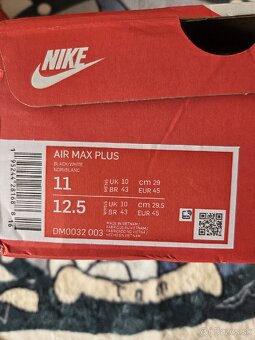 NIKE
AIR MAX PLUS
BLACK/WHITE
NOIR/BLANC
11 UK 10 cm 29
BR 43 EUR 45
12.5 UK 10 cm 29.5
BR 43 EUR 45
DM0032 003
MADE IN VIETNAM